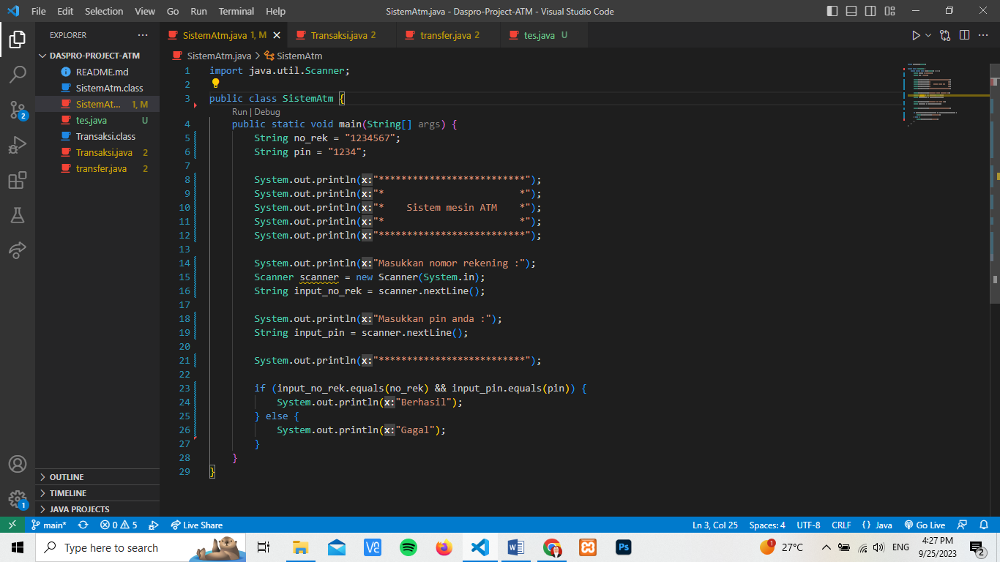 File Edit Selection View Go Run Terminal Help SistemAtm.java - Daspro-Project-ATM - Visual Studio Code
EXPLORER ···
DASPRO-PROJECT-ATM
README.md
SistemAtm.class
SistemAt... 1, M
tes.java U
Transaksi.class
Transaksi.java 2
transfer.java 2
OUTLINE
TIMELINE
JAVA PROJECTS
SistemAtm.java 1, M Transaksi.java 2 transfer.java 2 tes.java U
SistemAtm.java > SistemAtm
1 import java.util.Scanner;
2
3 public class SistemAtm {
Run | Debug
4 public static void main(String[] args) {
5 String no_rek = "1234567";
6 String pin = "1234";
7
8 System.out.println(x:"**************************");
9 System.out.println(x:"*                        *");
10 System.out.println(x:"*    Sistem mesin ATM    *");
11 System.out.println(x:"*                        *");
12 System.out.println(x:"**************************");
13
14 System.out.println(x:"Masukkan nomor rekening :");
15 Scanner scanner = new Scanner(System.in);
16 String input_no_rek = scanner.nextLine();
17
18 System.out.println(x:"Masukkan pin anda :");
19 String input_pin = scanner.nextLine();
20
21 System.out.println(x:"**************************");
22
23 if (input_no_rek.equals(no_rek) && input_pin.equals(pin)) {
24 System.out.println(x:"Berhasil");
25 } else {
26 System.out.println(x:"Gagal");
27 }
28 }
29 }
2
1
main* 0 5 Live Share Ln 3, Col 25 Spaces: 4 UTF-8 CRLF {} Java Go Live
Type here to search 27°C ENG 4:27 PM
9/25/2023 2